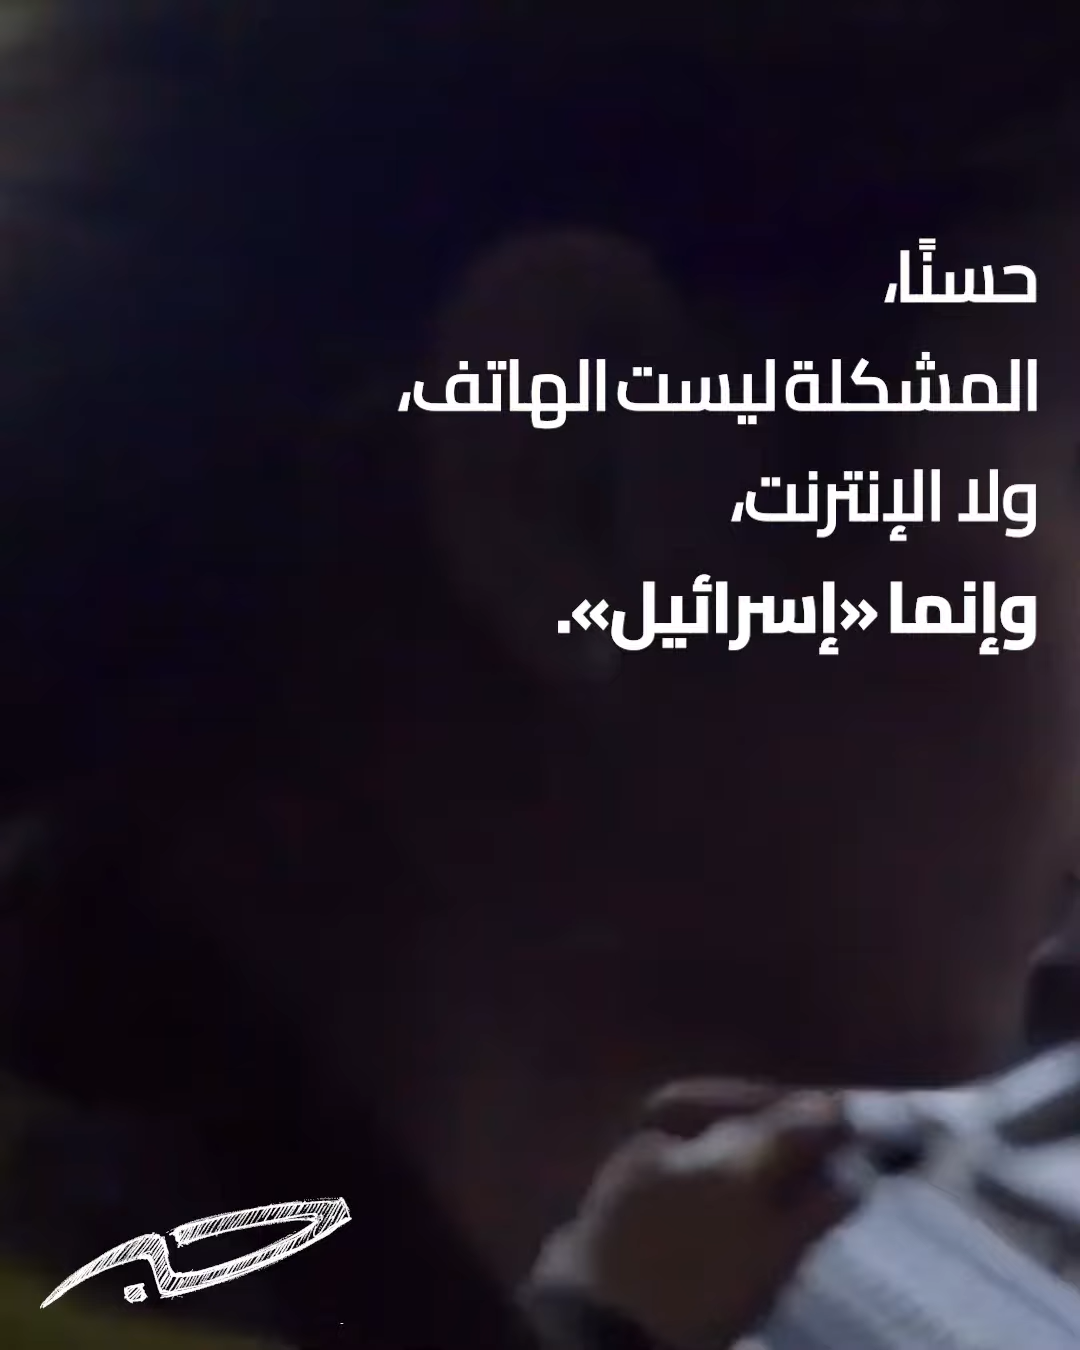 حسنًا،
المشكلة ليست الهاتف،
ولا الإنترنت،
وإنما «إسرائيل».